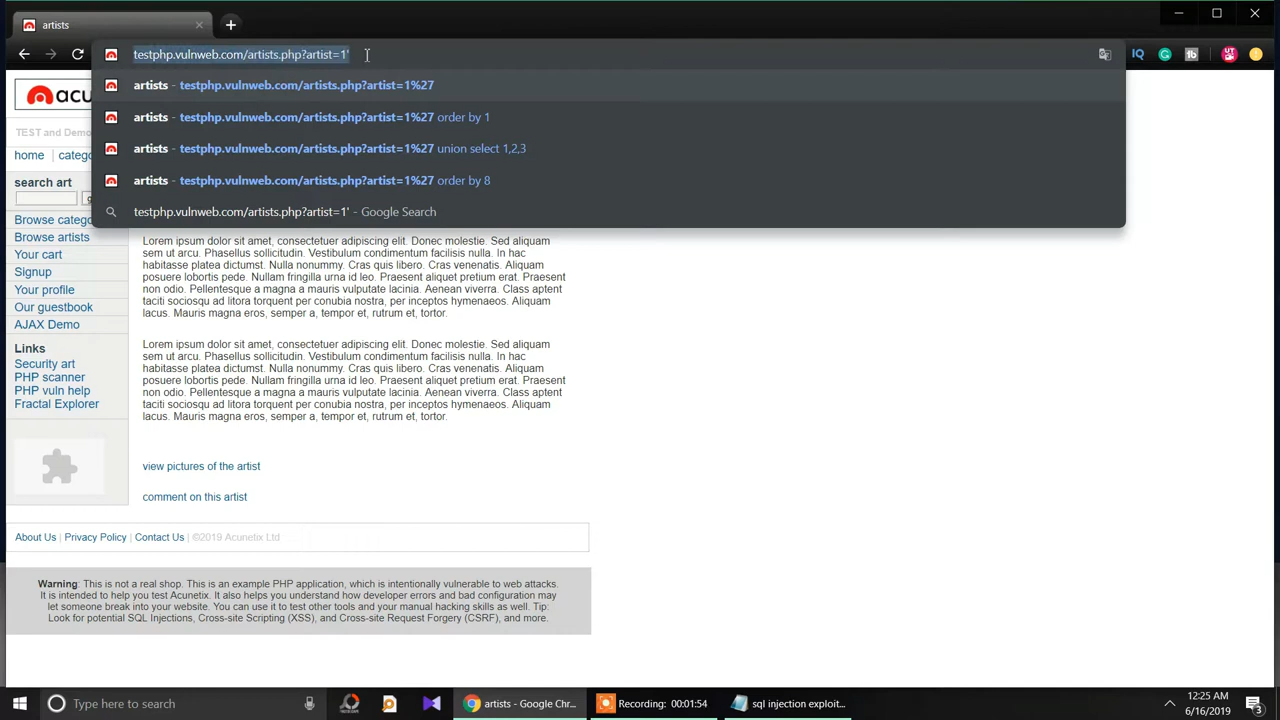 artists
testphp.vulnweb.com/artists.php?artist=1'
artists - testphp.vulnweb.com/artists.php?artist=1%27
artists - testphp.vulnweb.com/artists.php?artist=1%27 order by 1
artists - testphp.vulnweb.com/artists.php?artist=1%27 union select 1,2,3
artists - testphp.vulnweb.com/artists.php?artist=1%27 order by 8
testphp.vulnweb.com/artists.php?artist=1' - Google Search
IQ
acu
TEST and Demo
home
categ
search art
g
Browse catego
Browse artists
Your cart
Signup
Your profile
Our guestbook
AJAX Demo
Links
Security art
PHP scanner
PHP vuln help
Fractal Explorer
Lorem ipsum dolor sit amet, consectetuer adipiscing elit. Donec molestie. Sed aliquam
sem ut arcu. Phasellus sollicitudin. Vestibulum condimentum facilisis nulla. In hac
habitasse platea dictumst. Nulla nonummy. Cras quis libero. Cras venenatis. Aliquam
posuere lobortis pede. Nullam fringilla urna id leo. Praesent aliquet pretium erat. Praesent
non odio. Pellentesque a magna a mauris vulputate lacinia. Aenean viverra. Class aptent
taciti sociosqu ad litora torquent per conubia nostra, per inceptos hymenaeos. Aliquam
lacus. Mauris magna eros, semper a, tempor et, rutrum et, tortor.
Lorem ipsum dolor sit amet, consectetuer adipiscing elit. Donec molestie. Sed aliquam
sem ut arcu. Phasellus sollicitudin. Vestibulum condimentum facilisis nulla. In hac
habitasse platea dictumst. Nulla nonummy. Cras quis libero. Cras venenatis. Aliquam
posuere lobortis pede. Nullam fringilla urna id leo. Praesent aliquet pretium erat. Praesent
non odio. Pellentesque a magna a mauris vulputate lacinia. Aenean viverra. Class aptent
taciti sociosqu ad litora torquent per conubia nostra, per inceptos hymenaeos. Aliquam
lacus. Mauris magna eros, semper a, tempor et, rutrum et, tortor.
view pictures of the artist
comment on this artist
About Us | Privacy Policy | Contact Us | ©2019 Acunetix Ltd
Warning: This is not a real shop. This is an example PHP application, which is intentionally vulnerable to web attacks.
It is intended to help you test Acunetix. It also helps you understand how developer errors and bad configuration may
let someone break into your website. You can use it to test other tools and your manual hacking skills as well. Tip:
Look for potential SQL Injections, Cross-site Scripting (XSS), and Cross-site Request Forgery (CSRF), and more.
Type here to search
artists - Google Chr...
Recording: 00:01:54
sql injection exploit...
12:25 AM
6/16/2019
3